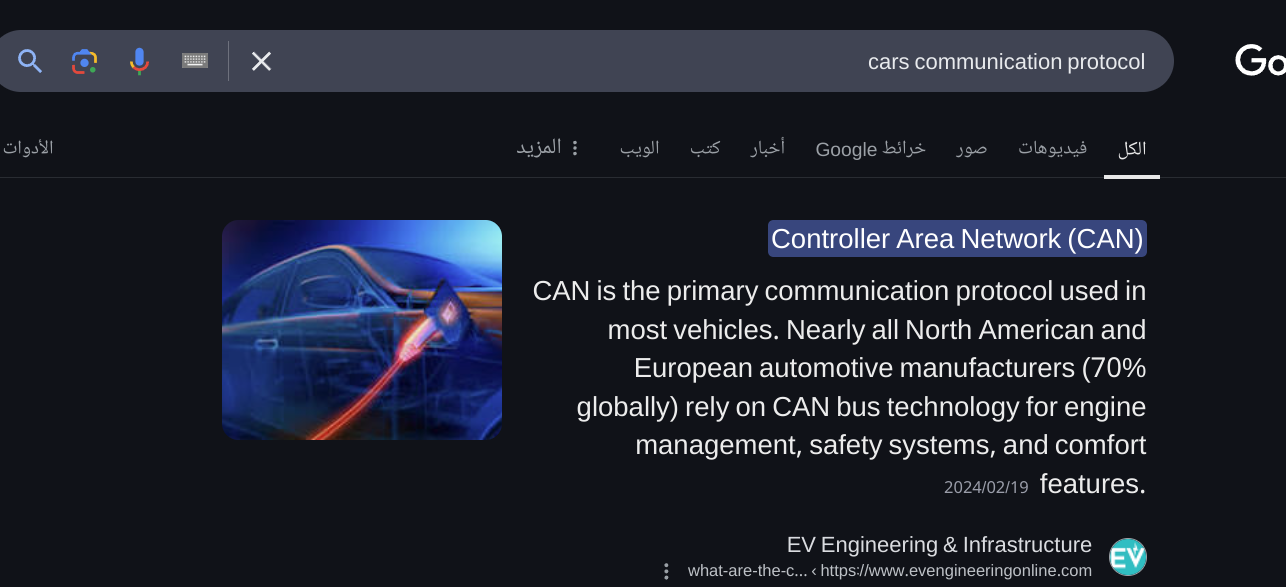 cars communication protocol
Go
الكل
فيديوهات
صور
خرائط Google
أخبار
كتب
الويب
المزيد
الأدوات
Controller Area Network (CAN)
CAN is the primary communication protocol used in
most vehicles. Nearly all North American and
European automotive manufacturers (70%
globally) rely on CAN bus technology for engine
management, safety systems, and comfort
features. 2024/02/19
EV
EV Engineering & Infrastructure
https://www.evengineeringonline.com › what-are-the-c...